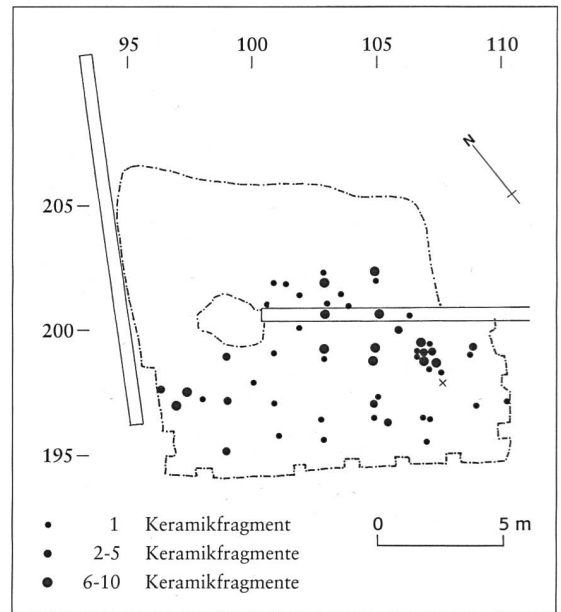 95 100 105 110
N
205
200
195
1 Keramikfragment
2-5 Keramikfragmente
6-10 Keramikfragmente
0 5 m